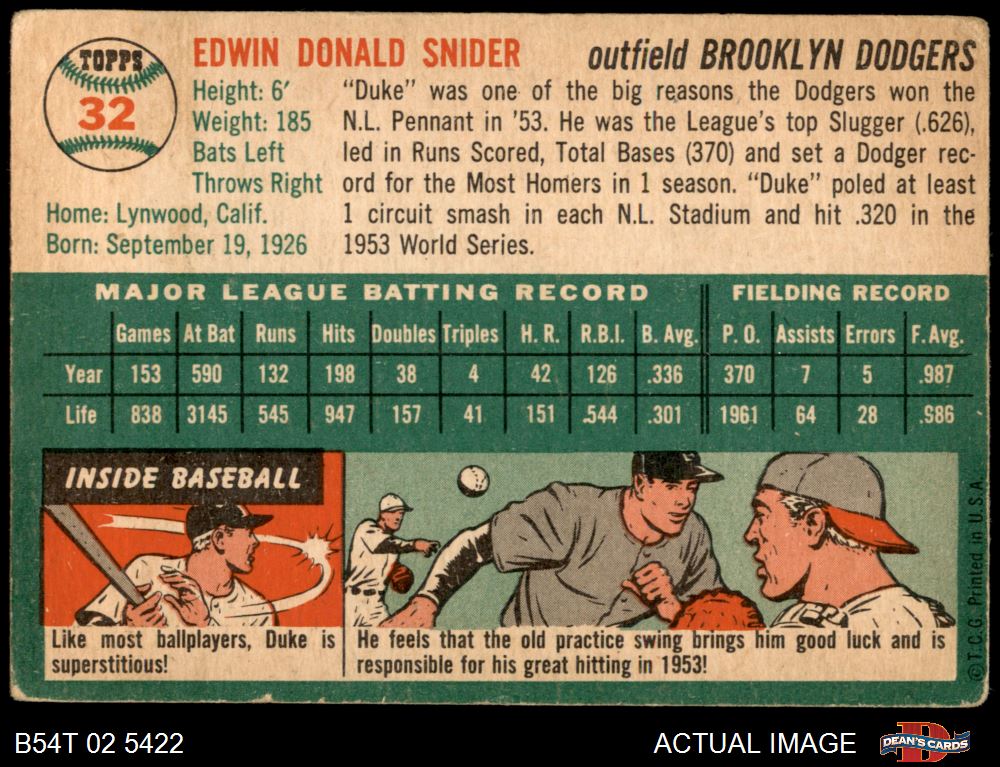 TOPPS
32
EDWIN DONALD SNIDER
outfield BROOKLYN DODGERS
Height: 6'
Weight: 185
Bats Left
Throws Right
Home: Lynwood, Calif.
Born: September 19, 1926
"Duke" was one of the big reasons the Dodgers won the
N.L. Pennant in '53. He was the League's top Slugger (.626),
led in Runs Scored, Total Bases (370) and set a Dodger rec-
ord for the Most Homers in 1 season. "Duke" poled at least
1 circuit smash in each N.L. Stadium and hit .320 in the
1953 World Series.
MAJOR LEAGUE BATTING RECORD FIELDING RECORD
Games At Bat Runs Hits Doubles Triples H. R. R.B.I. B. Avg. P. O. Assists Errors F. Avg.
Year 153 590 132 198 38 4 42 126 .336 370 7 5 .987
Life 838 3145 545 947 157 41 151 544 .301 1961 64 28 .986
INSIDE BASEBALL
Like most ballplayers, Duke is
superstitious!
He feels that the old practice swing brings him good luck and is
responsible for his great hitting in 1953!
© T.C.G. Printed in U.S.A.
B54T 02 5422
ACTUAL IMAGE
DEAN'S CARDS